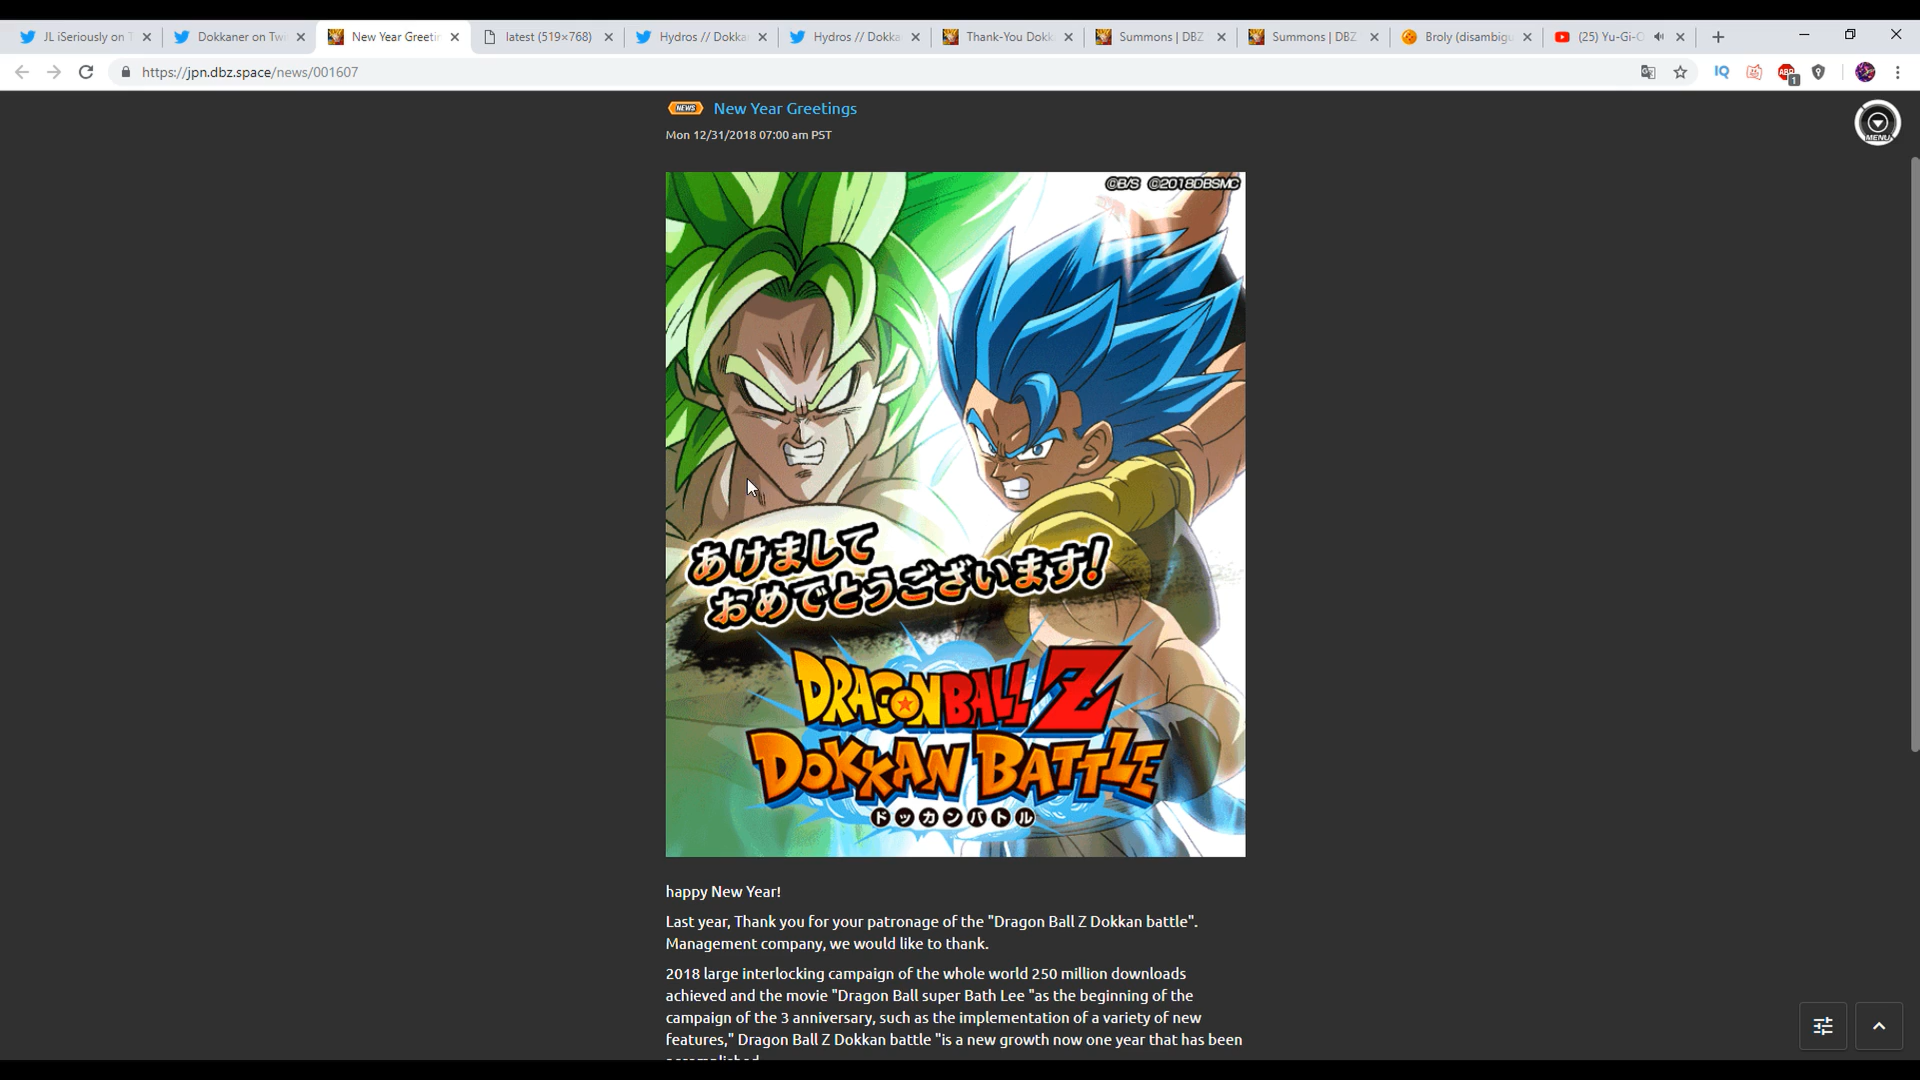 JL iSeriously on T
Dokkaner on Twi
New Year Greetin
latest (519×768)
Hydros // Dokka
Hydros // Dokka
Thank-You Dokk
Summons | DBZ
Summons | DBZ
Broly (disambigu
(25) Yu-Gi-O
https://jpn.dbz.space/news/001607
IQ
ABP
1
NEWS
New Year Greetings
MENU
Mon 12/31/2018 07:00 am PST
©B/S ©2018DBSMC
あけまして
おめでとうございます!
DRAGON BALL Z
DOKKAN BATTLE
ドッカンバトル
happy New Year!
Last year, Thank you for your patronage of the "Dragon Ball Z Dokkan battle".
Management company, we would like to thank.
2018 large interlocking campaign of the whole world 250 million downloads
achieved and the movie "Dragon Ball super Bath Lee "as the beginning of the
campaign of the 3 anniversary, such as the implementation of a variety of new
features," Dragon Ball Z Dokkan battle "is a new growth now one year that has been